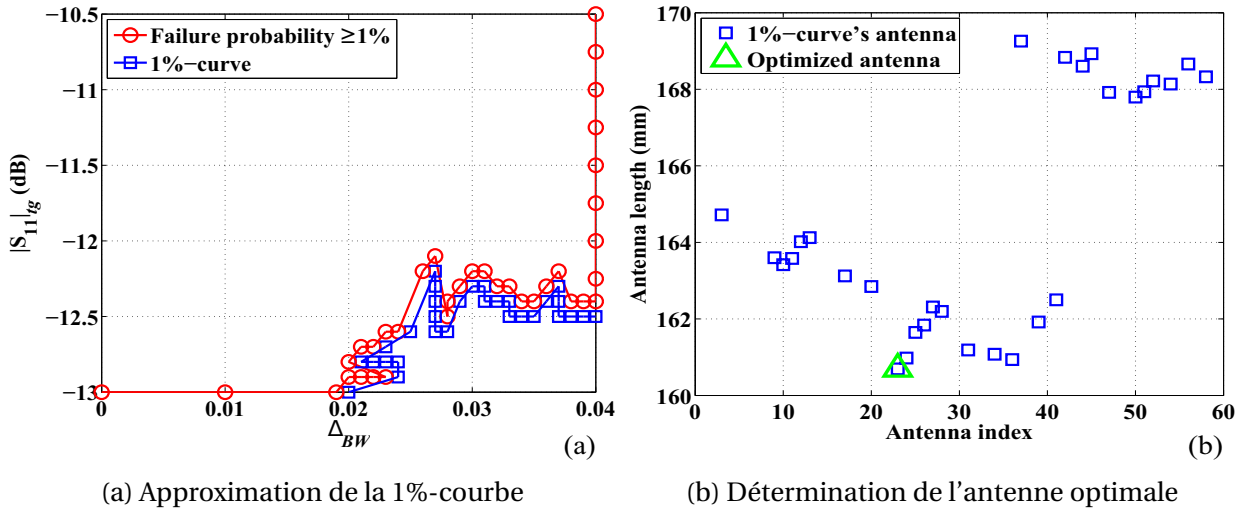 −10.5
−11
−11.5
−12
−12.5
−13
0
0.01
0.02
0.03
0.04
|S11|tg (dB)
ΔBW
Failure probability ≥1%
1%−curve
(a)
170
168
166
164
162
160
0
10
20
30
40
50
60
Antenna length (mm)
Antenna index
1%−curve's antenna
Optimized antenna
(b)
(a) Approximation de la 1%-courbe
(b) Détermination de l'antenne optimale